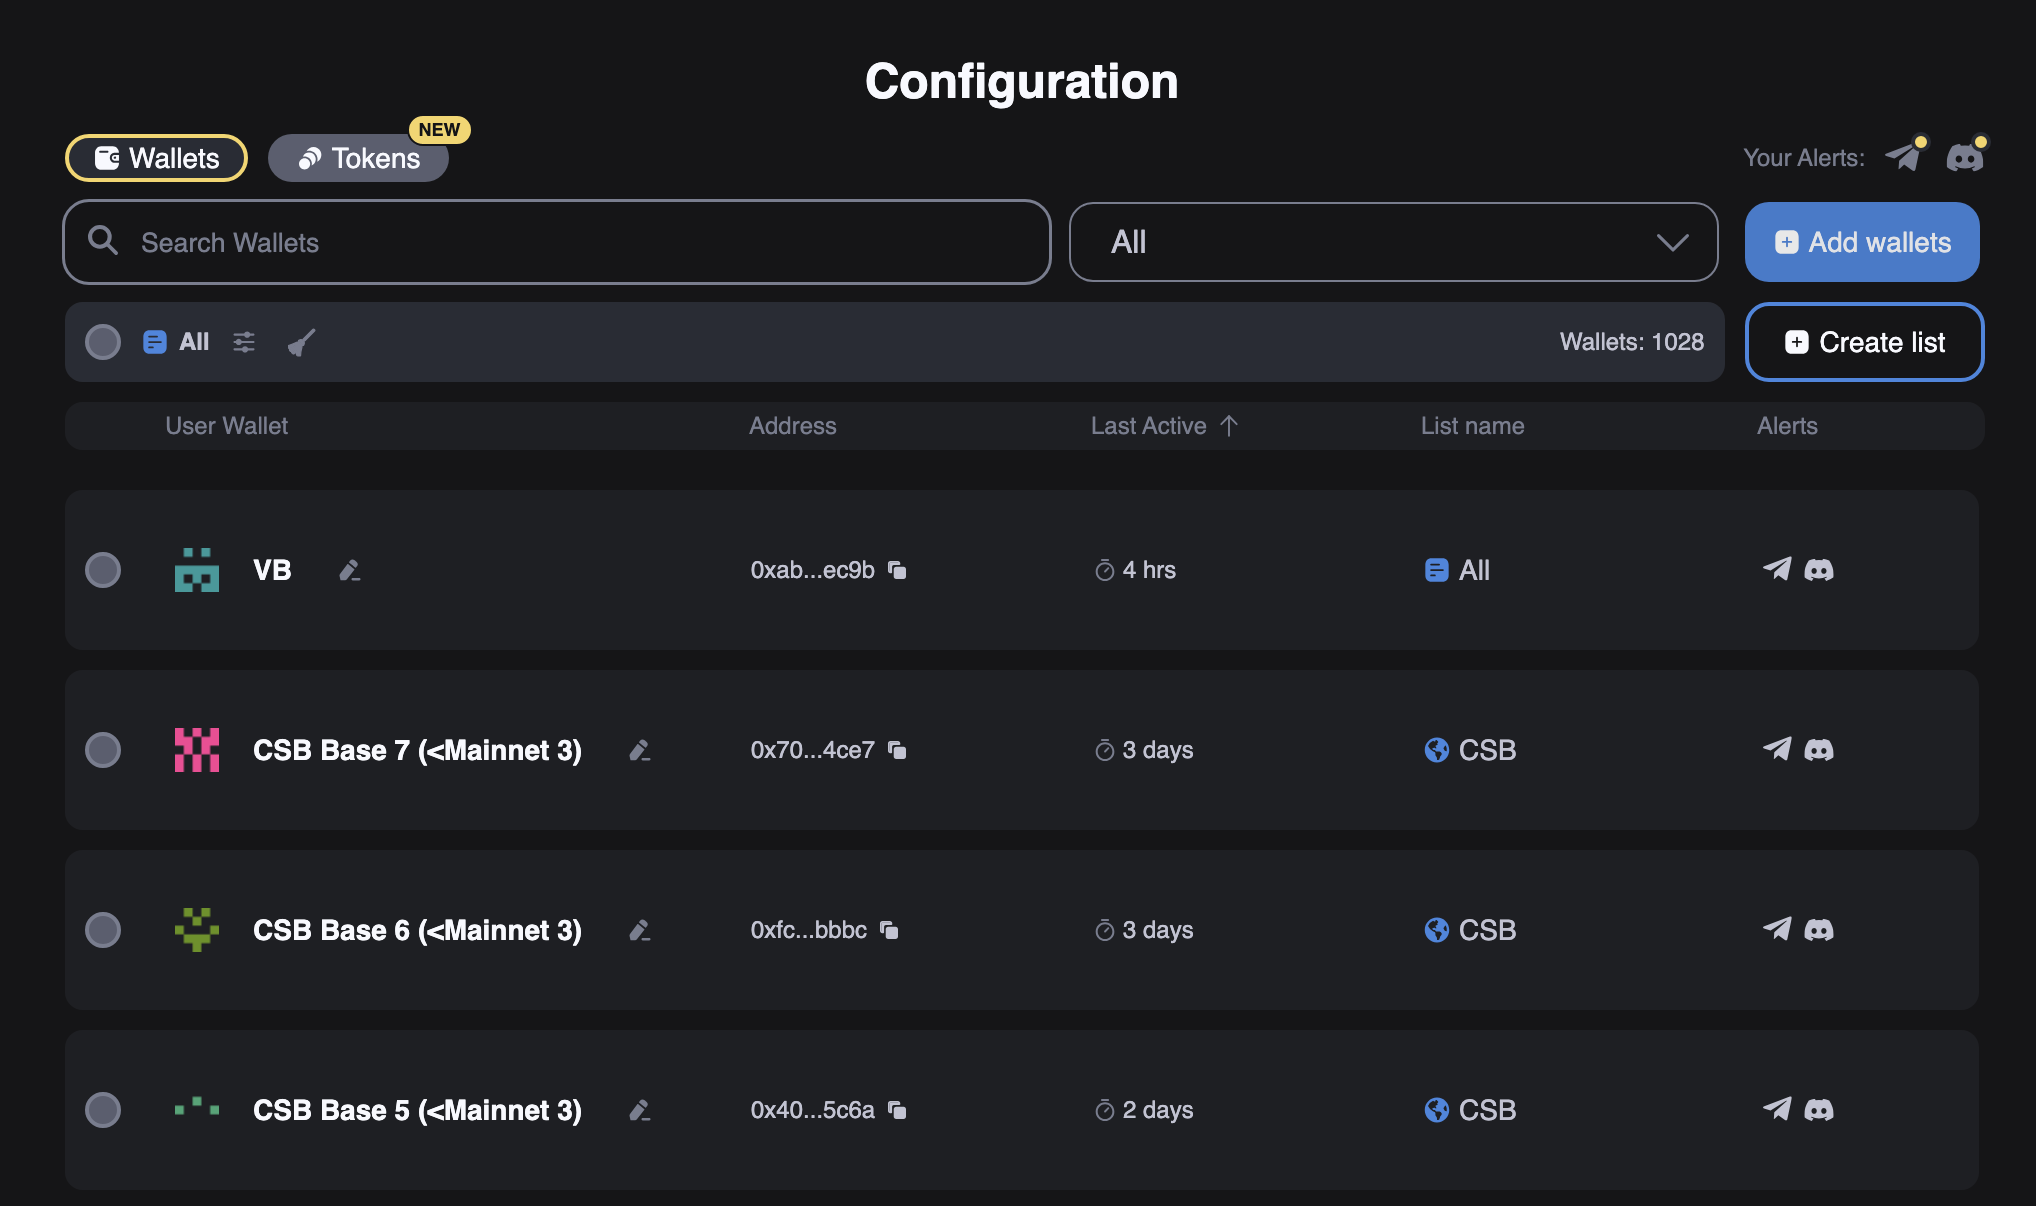 Configuration
Wallets
Tokens
NEW
Your Alerts:
Search Wallets
All
Add wallets
All
Wallets: 1028
Create list
User Wallet Address Last Active List name Alerts
VB 0xab...ec9b 4 hrs All
CSB Base 7 (<Mainnet 3) 0x70...4ce7 3 days CSB
CSB Base 6 (<Mainnet 3) 0xfc...bbbc 3 days CSB
CSB Base 5 (<Mainnet 3) 0x40...5c6a 2 days CSB